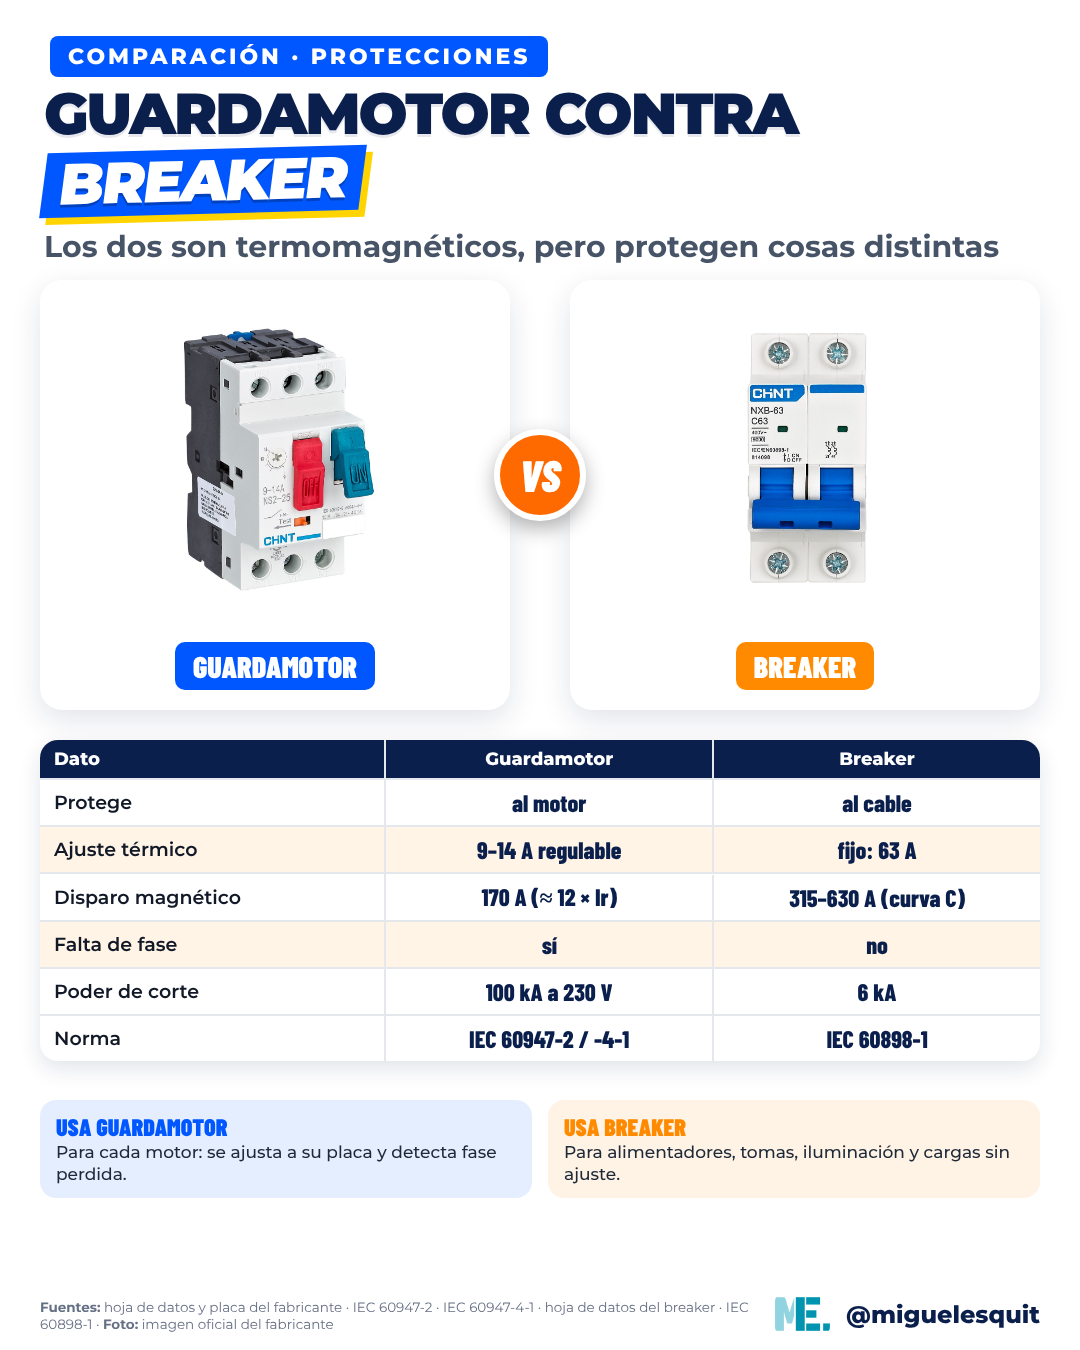 COMPARACIÓN · PROTECCIONES
GUARDAMOTOR CONTRA
BREAKER
Los dos son termomagnéticos, pero protegen cosas distintas
9-14A
NS2-25
Test
CHNT
GUARDAMOTOR
VS
CHNT
NXB-63
C63
BREAKER
Dato Guardamotor Breaker
Protege al motor al cable
Ajuste térmico 9–14 A regulable fijo: 63 A
Disparo magnético 170 A (≈ 12 × Ir) 315–630 A (curva C)
Falta de fase sí no
Poder de corte 100 kA a 230 V 6 kA
Norma IEC 60947-2 / -4-1 IEC 60898-1
USA GUARDAMOTOR
Para cada motor: se ajusta a su placa y detecta fase
perdida.
USA BREAKER
Para alimentadores, tomas, iluminación y cargas sin
ajuste.
Fuentes: hoja de datos y placa del fabricante · IEC 60947-2 · IEC 60947-4-1 · hoja de datos del breaker · IEC
60898-1 · Foto: imagen oficial del fabricante
ME.
@miguelesquit